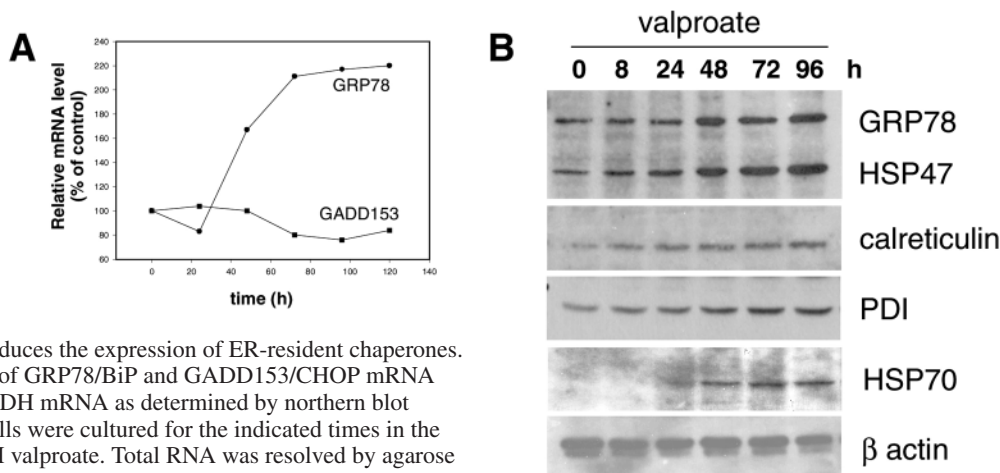 A
Relative mRNA level
(% of control)
240
220
200
180
160
140
120
100
80
60
GRP78
GADD153
0 20 40 60 80 100 120 140
time (h)
duces the expression of ER-resident chaperones.
of GRP78/BiP and GADD153/CHOP mRNA
DH mRNA as determined by northern blot
lls were cultured for the indicated times in the
I valproate. Total RNA was resolved by agarose
B
valproate
0 8 24 48 72 96 h
GRP78
HSP47
calreticulin
PDI
HSP70
β actin